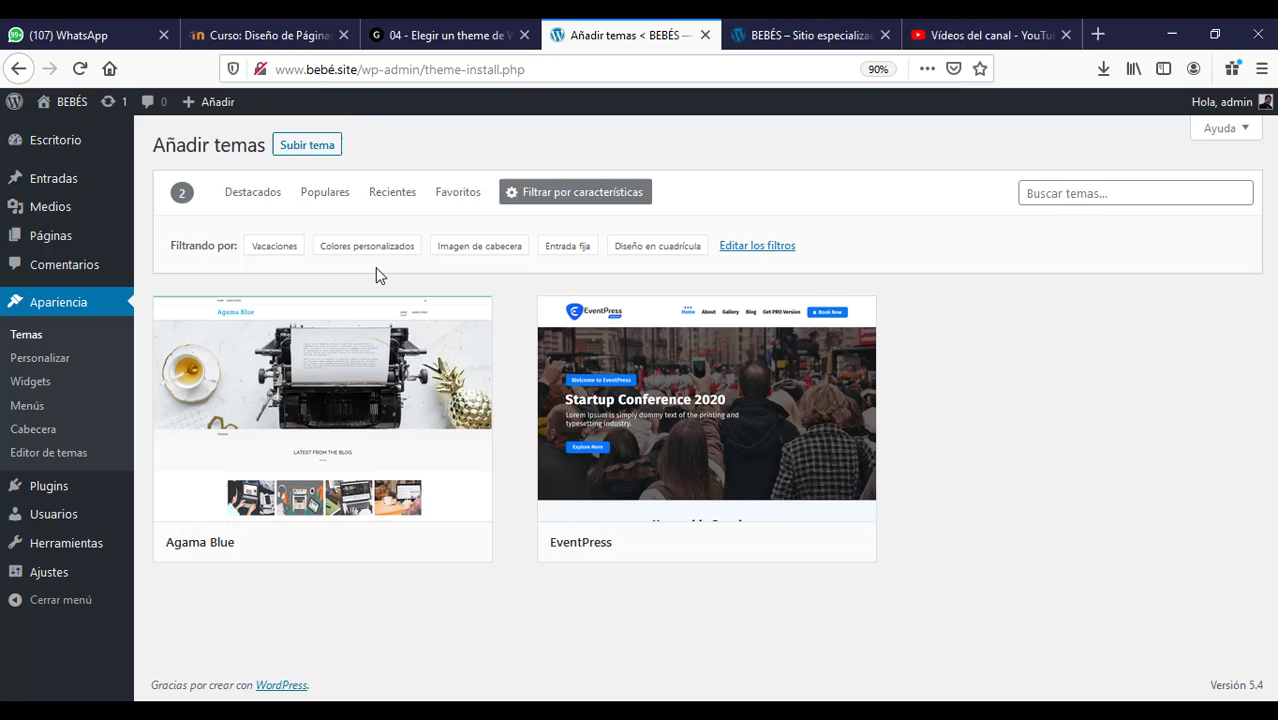 99+ (107) WhatsApp
Curso: Diseño de Páginas
04 - Elegir un theme de W
Añadir temas < BEBÉS —
BEBÉS – Sitio especializad
Vídeos del canal - YouTu
www.bebé.site/wp-admin/theme-install.php
90%
BEBÉS
1
0
Añadir
Hola, admin
Escritorio
Entradas
Medios
Páginas
Comentarios
Apariencia
Temas
Personalizar
Widgets
Menús
Cabecera
Editor de temas
Plugins
Usuarios
Herramientas
Ajustes
Cerrar menú
Ayuda
Añadir temas
Subir tema
2
Destacados
Populares
Recientes
Favoritos
Filtrar por características
Buscar temas...
Filtrando por:
Vacaciones
Colores personalizados
Imagen de cabecera
Entrada fija
Diseño en cuadrícula
Editar los filtros
Agama Blue
LATEST FROM THE BLOG
Agama Blue
EventPress
Home
About
Gallery
Blog
Get PRO Version
Book Now
Welcome to EventPress
Startup Conference 2020
Lorem Ipsum is simply dummy text of the printing and
typesetting industry.
Explore More
EventPress
Gracias por crear con WordPress.
Versión 5.4